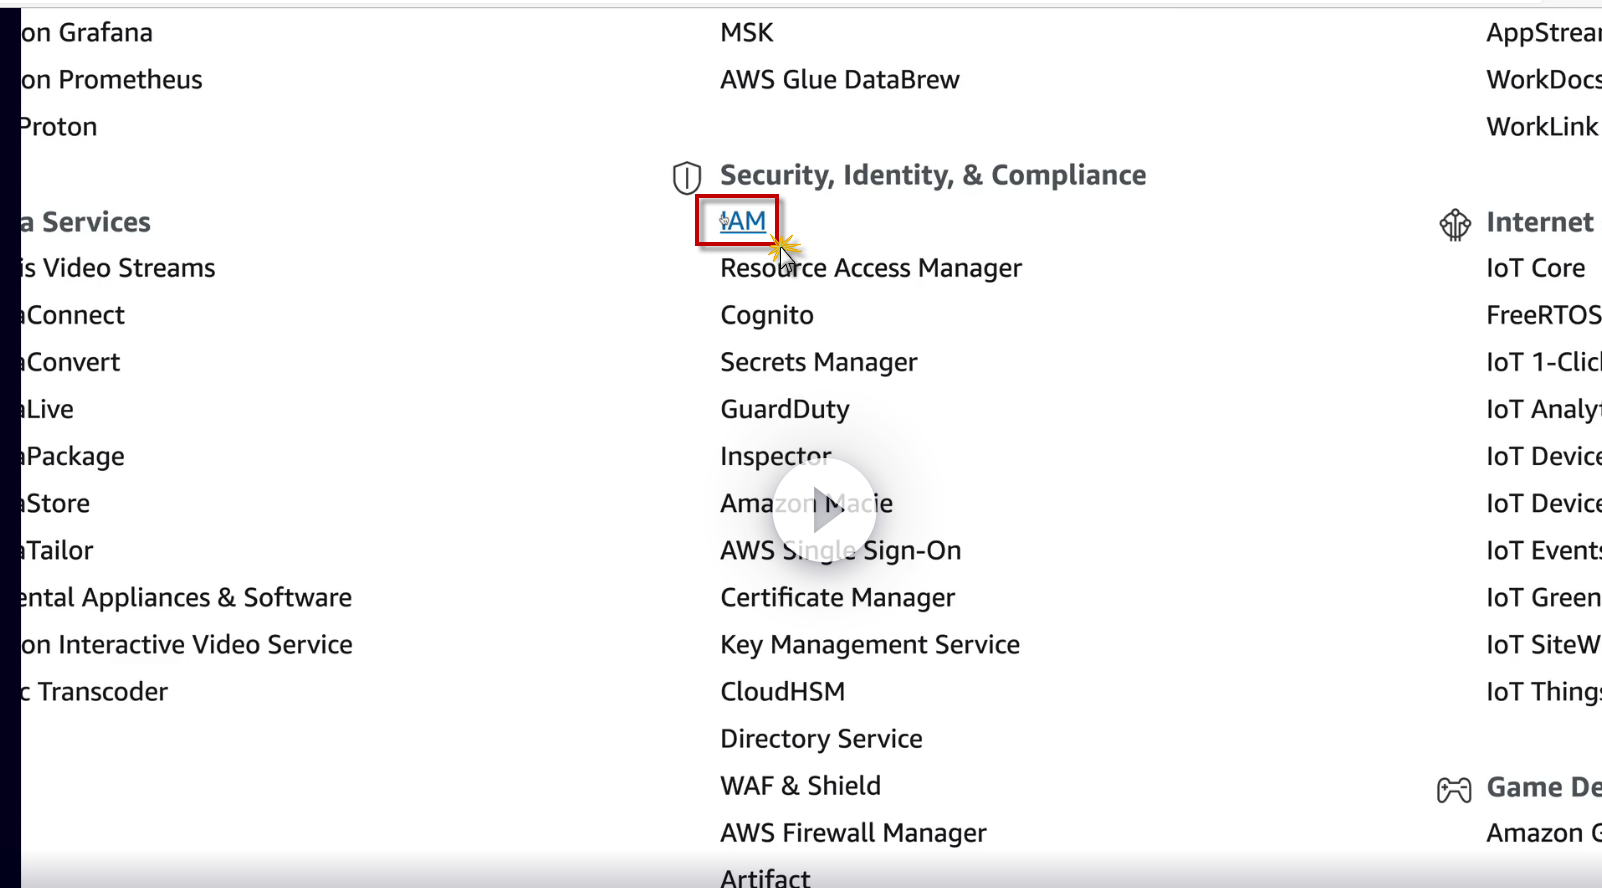 on Grafana
on Prometheus
Proton
a Services
is Video Streams
aConnect
aConvert
aLive
aPackage
aStore
aTailor
ental Appliances & Software
on Interactive Video Service
c Transcoder
MSK
AWS Glue DataBrew
Security, Identity, & Compliance
IAM
Resource Access Manager
Cognito
Secrets Manager
GuardDuty
Inspector
Amazon Macie
AWS Single Sign-On
Certificate Manager
Key Management Service
CloudHSM
Directory Service
WAF & Shield
AWS Firewall Manager
Artifact
AppStrea
WorkDocs
WorkLink
Internet
IoT Core
FreeRTOS
IoT 1-Clic
IoT Analy
IoT Device
IoT Device
IoT Events
IoT Green
IoT SiteW
IoT Things
Game De
Amazon G